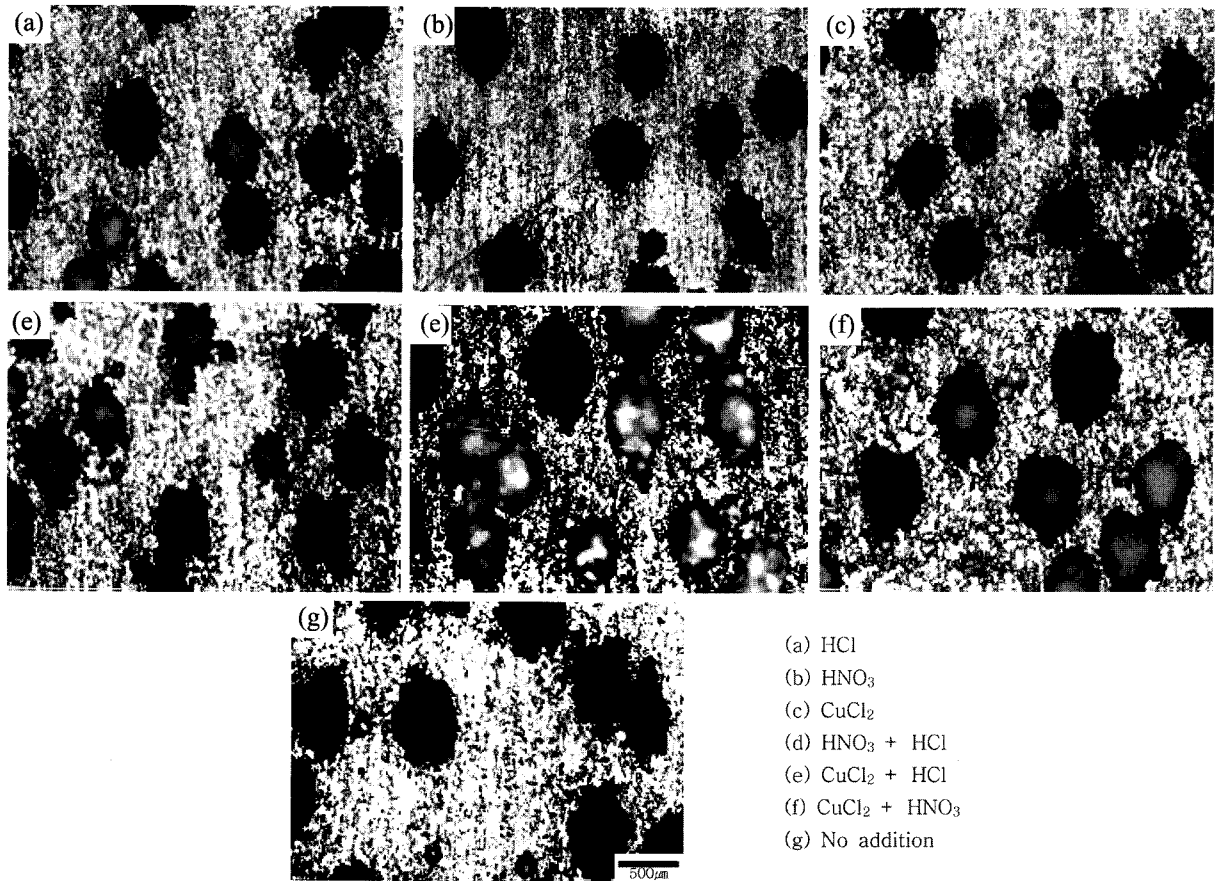 (a)
(b)
(c)
(e)
(e)
(f)
(g)
500㎛
(a) HCl
(b) HNO₃
(c) CuCl₂
(d) HNO₃ + HCl
(e) CuCl₂ + HCl
(f) CuCl₂ + HNO₃
(g) No addition